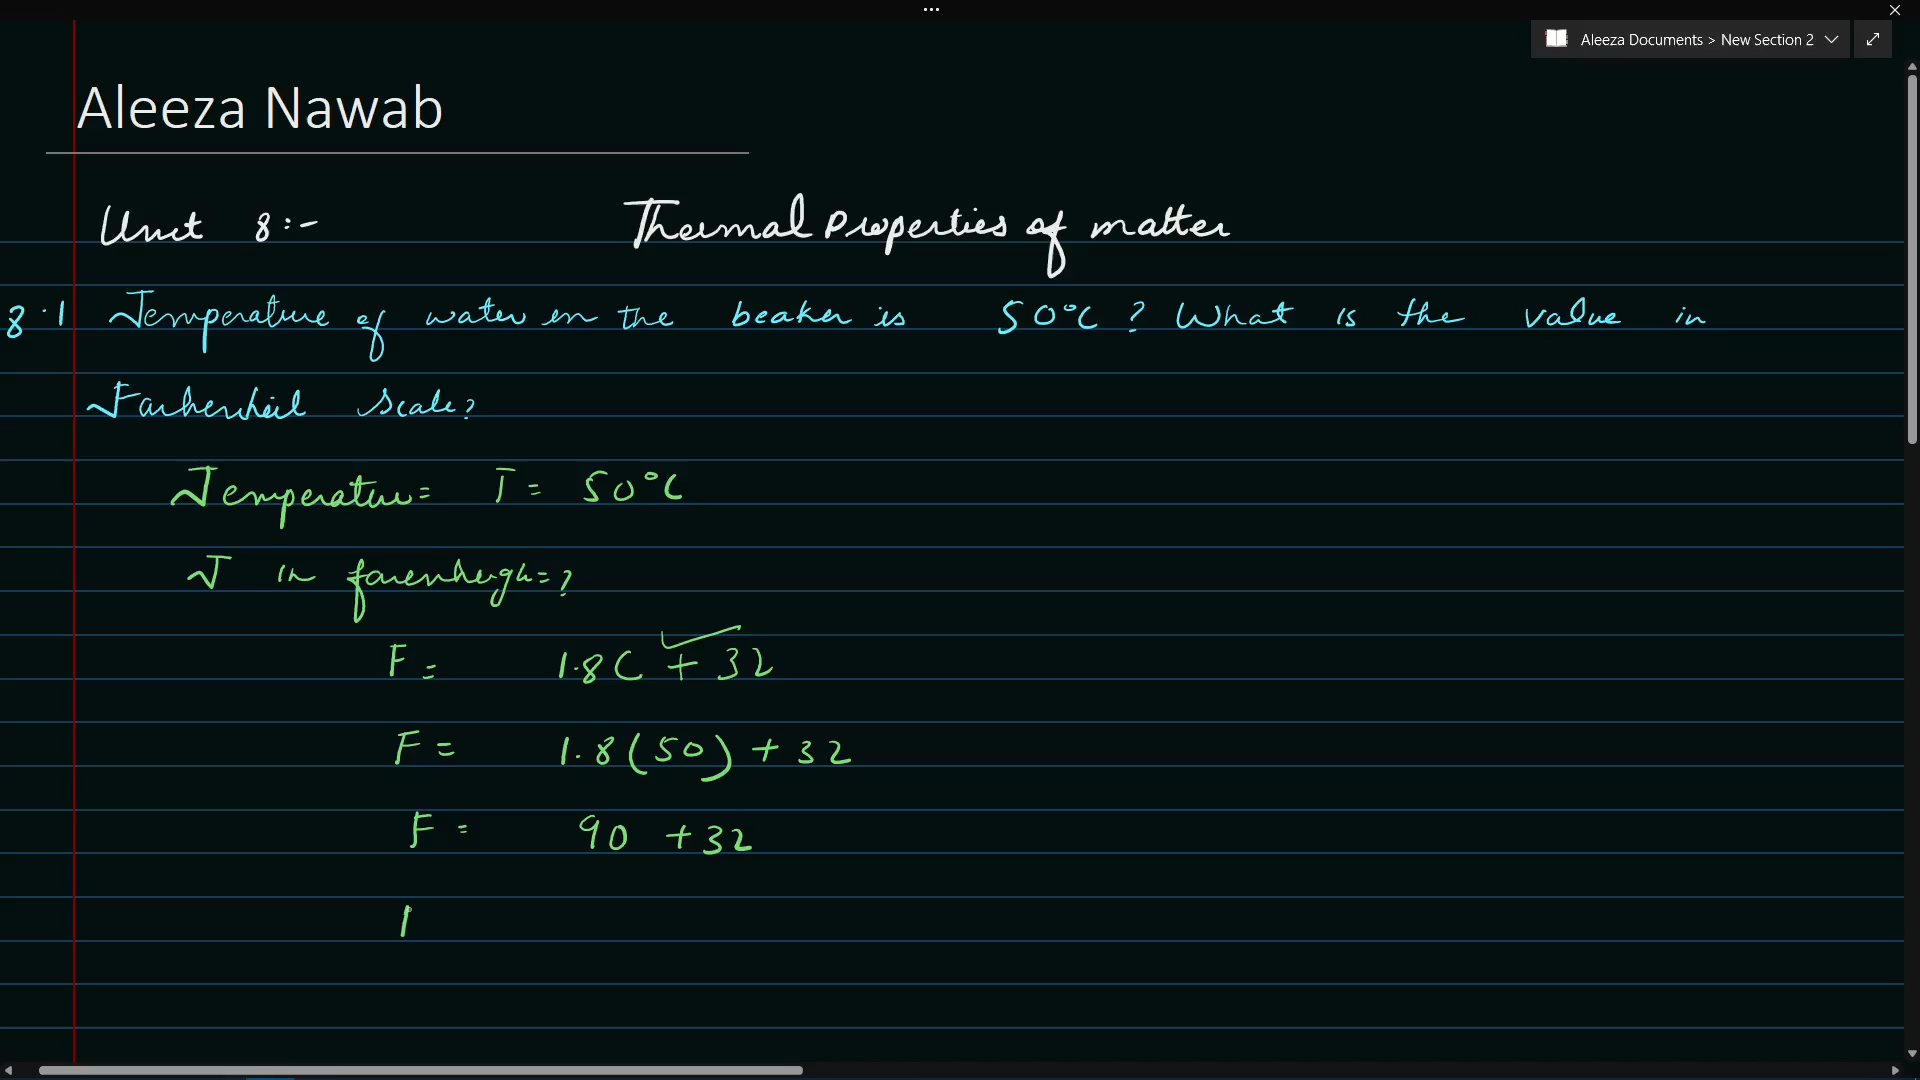 Aleeza Documents > New Section 2
Aleeza Nawab
Unit 8:- Thermal Properties of matter
8.1 Temperature of water in the beaker is 50°C? What is the value in
Farhenheit scale?
Temperature= T= 50°C
T in farenheigh=?
F= 1.8C + 32
F= 1.8(50)+32
F= 90 +32